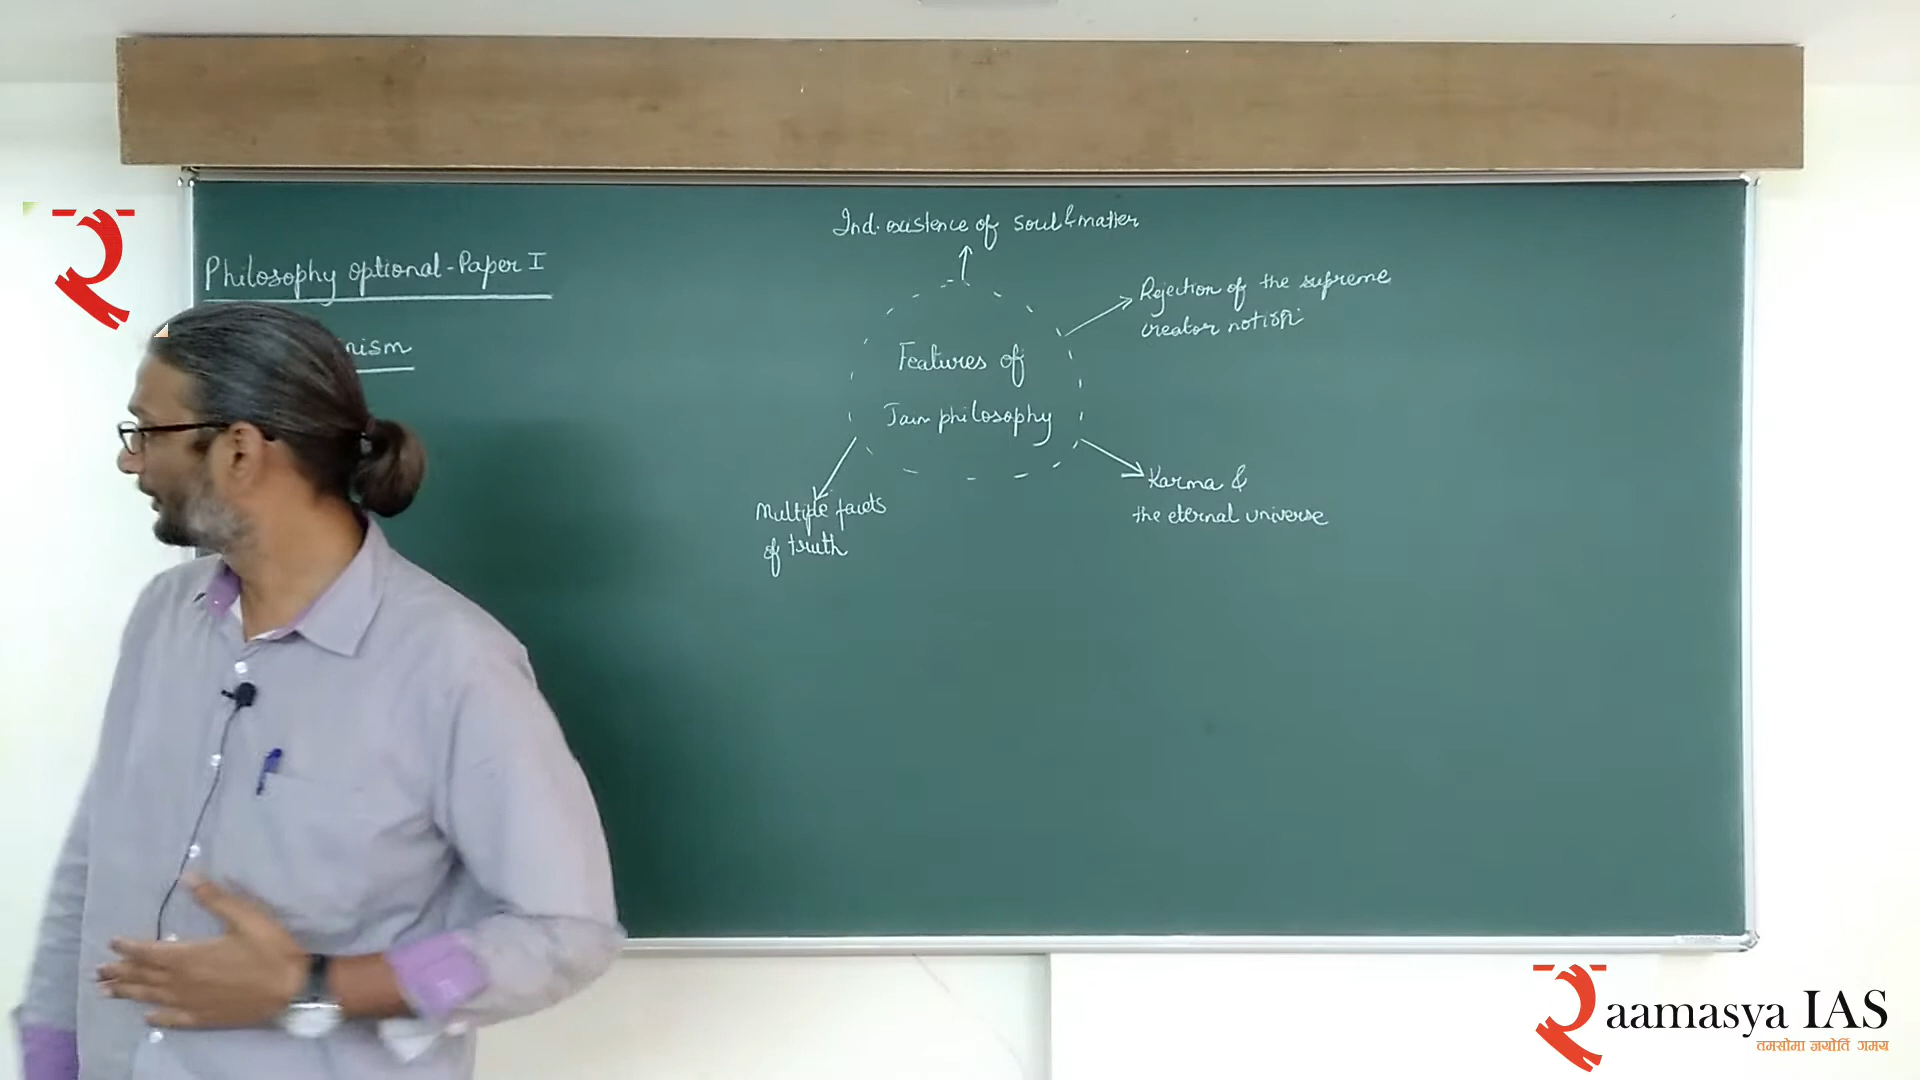 Philosophy optional-Paper I
nism
Ind. existence of soul & matter
Rejection of the supreme
creator notion
Features of
Jain philosophy
Karma &
the eternal universe
Multiple facets
of truth
aamasya IAS
तमसोमा ज्योर्ति गमय